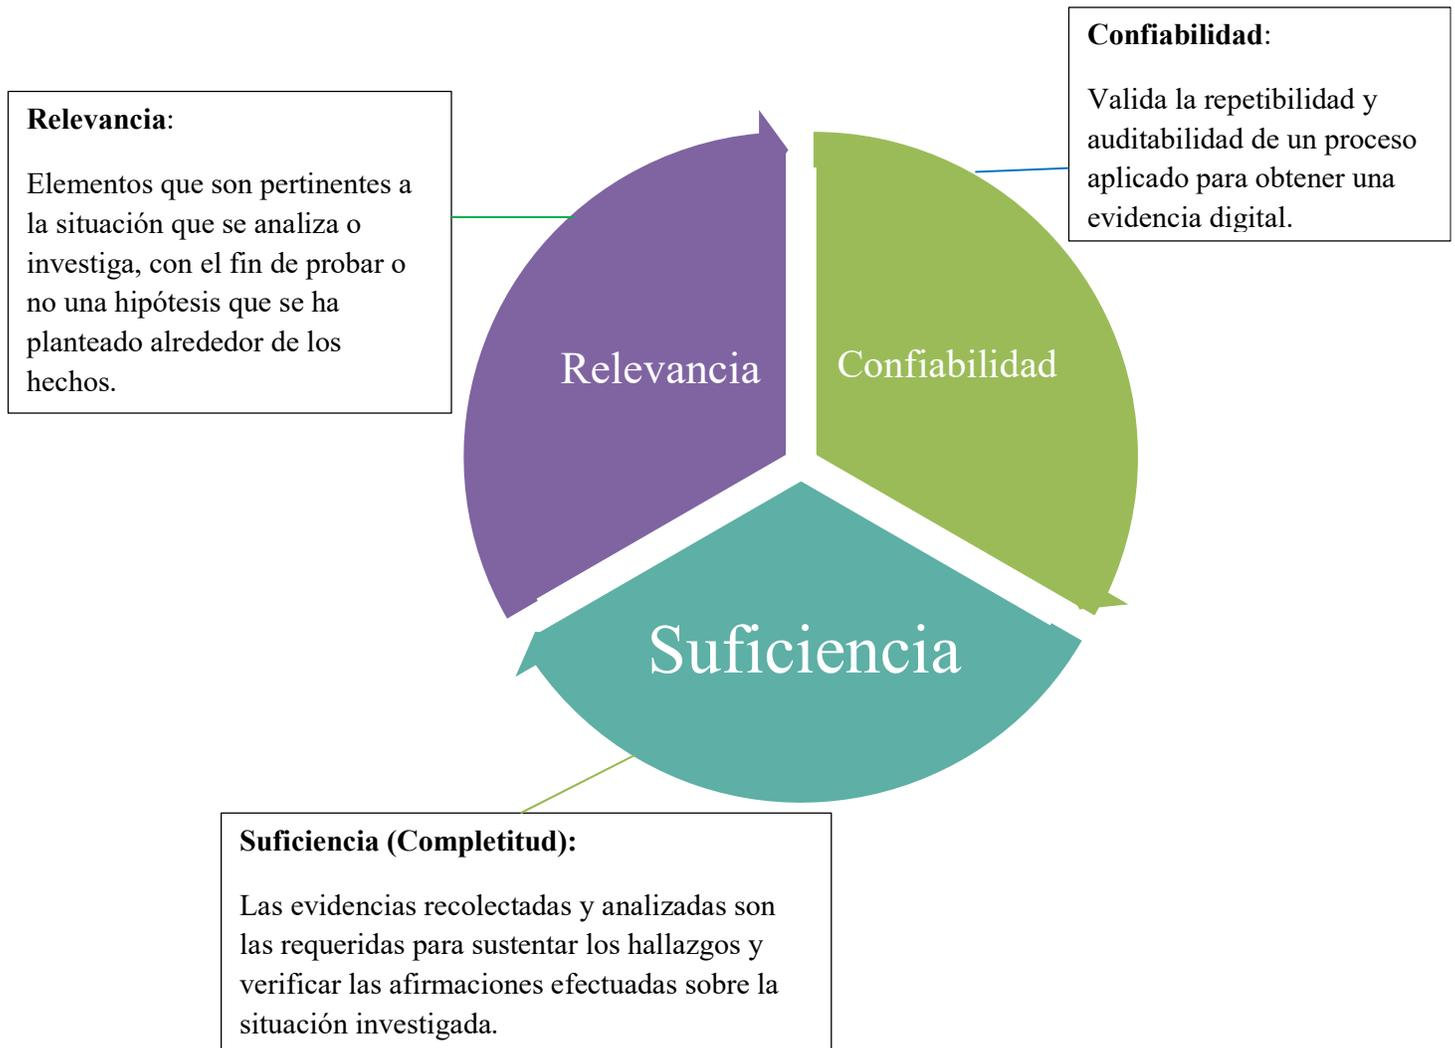 Confiabilidad:
Valida la repetibilidad y
auditabilidad de un proceso
aplicado para obtener una
evidencia digital.
Relevancia:
Elementos que son pertinentes a
la situación que se analiza o
investiga, con el fin de probar o
no una hipótesis que se ha
planteado alrededor de los
hechos.
Relevancia
Confiabilidad
Suficiencia
Suficiencia (Completitud):
Las evidencias recolectadas y analizadas son
las requeridas para sustentar los hallazgos y
verificar las afirmaciones efectuadas sobre la
situación investigada.